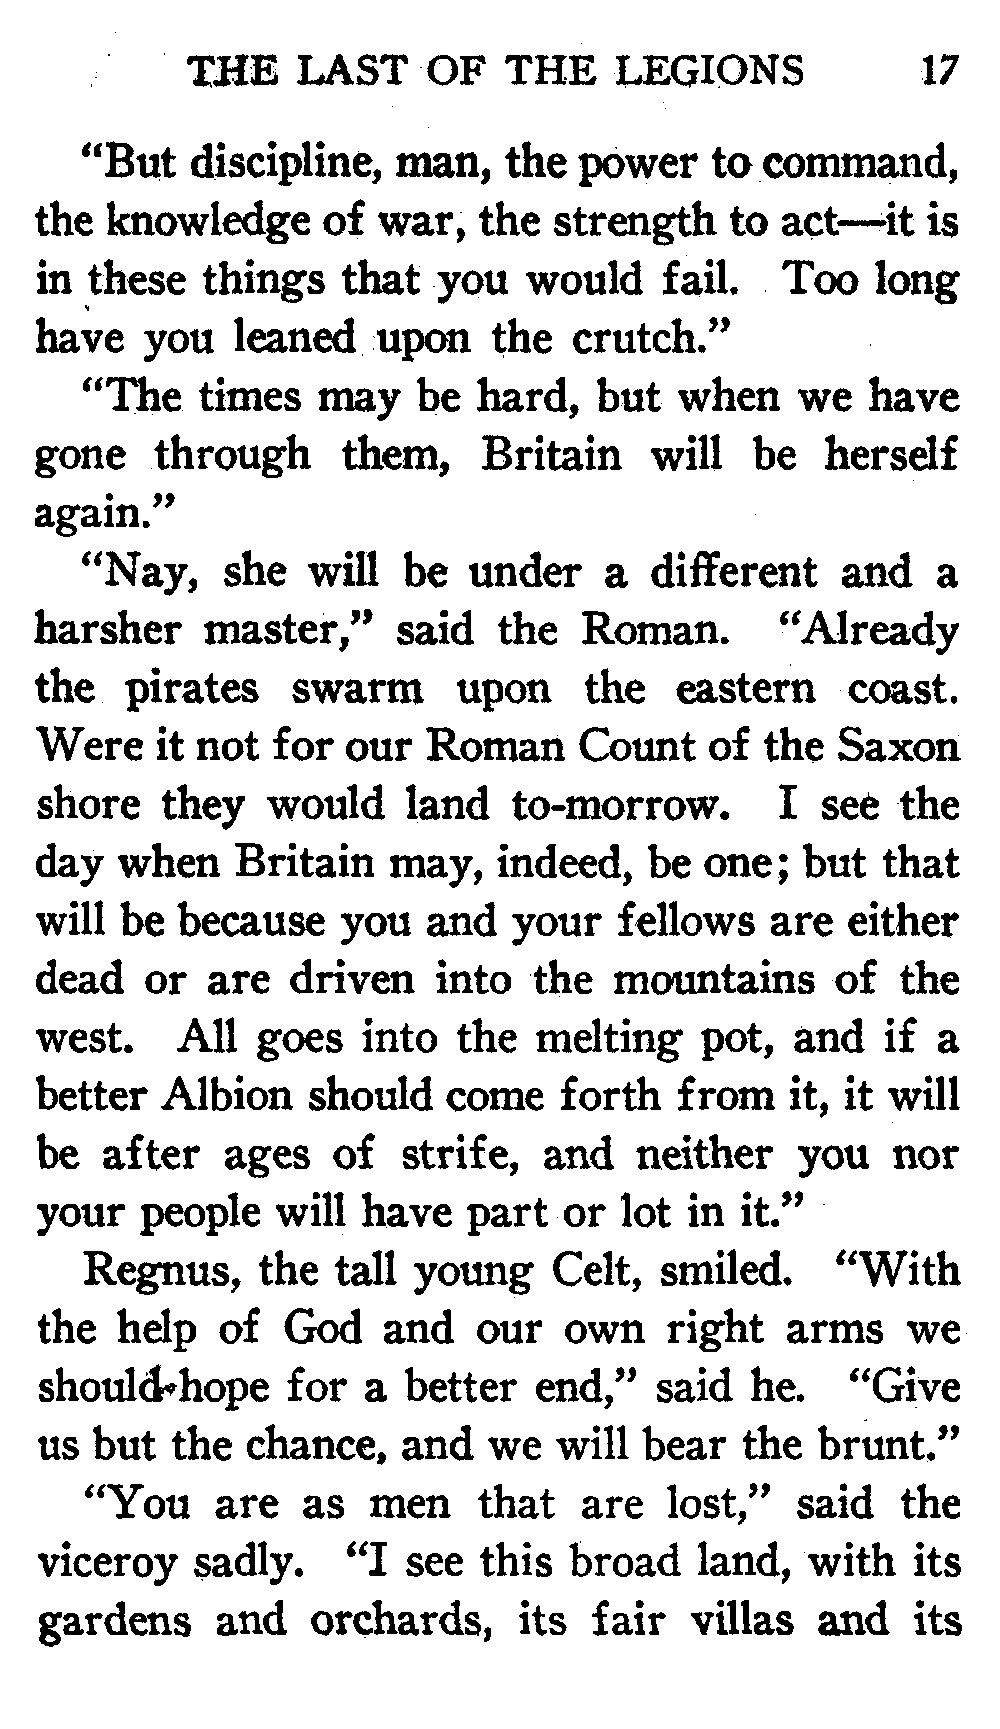 THE LAST OF THE LEGIONS 17
“But discipline, man, the power to command,
the knowledge of war, the strength to act—it is
in these things that you would fail. Too long
have you leaned upon the crutch.”
“The times may be hard, but when we have
gone through them, Britain will be herself
again.”
“Nay, she will be under a different and a
harsher master,” said the Roman. “Already
the pirates swarm upon the eastern coast.
Were it not for our Roman Count of the Saxon
shore they would land to-morrow. I see the
day when Britain may, indeed, be one; but that
will be because you and your fellows are either
dead or are driven into the mountains of the
west. All goes into the melting pot, and if a
better Albion should come forth from it, it will
be after ages of strife, and neither you nor
your people will have part or lot in it.”
Regnus, the tall young Celt, smiled. “With
the help of God and our own right arms we
should hope for a better end,” said he. “Give
us but the chance, and we will bear the brunt.”
“You are as men that are lost,” said the
viceroy sadly. “I see this broad land, with its
gardens and orchards, its fair villas and its